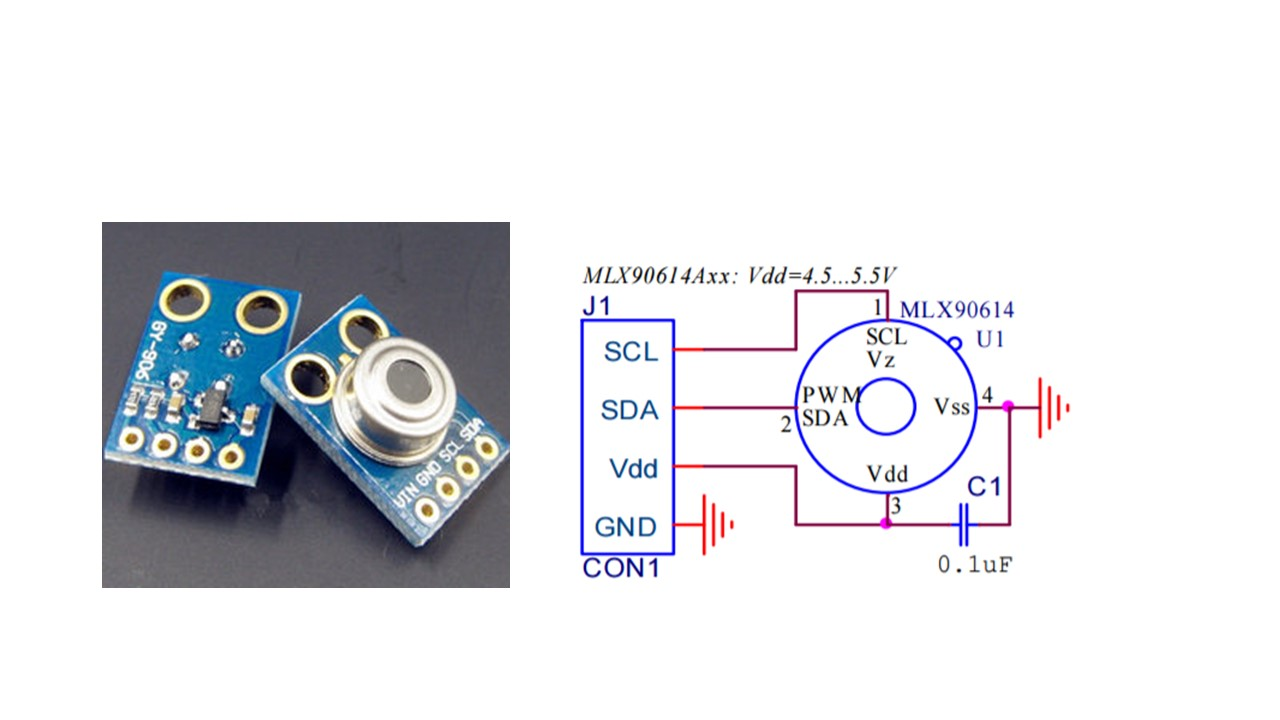 GY-906
VIN GND SCL SDA
MLX90614Axx: Vdd=4.5...5.5V
J1
SCL
SDA
Vdd
GND
CON1
1
MLX90614
U1
SCL
Vz
PWM
SDA
2
Vss
4
Vdd
3
C1
0.1uF